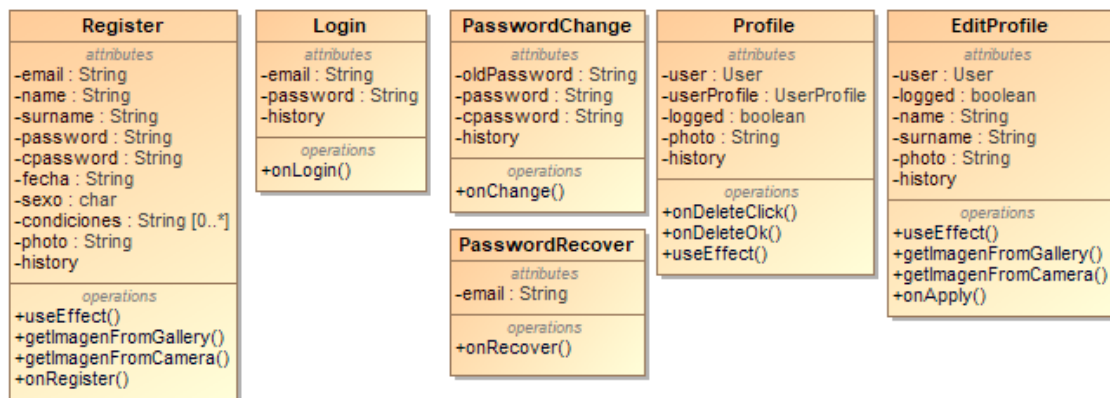 Register
attributes
-email : String
-name : String
-surname : String
-password : String
-cpassword : String
-fecha : String
-sexo : char
-condiciones : String [0..*]
-photo : String
-history
operations
+useEffect()
+getImagenFromGallery()
+getImagenFromCamera()
+onRegister()
Login
attributes
-email : String
-password : String
-history
operations
+onLogin()
PasswordChange
attributes
-oldPassword : String
-password : String
-cpassword : String
-history
operations
+onChange()
PasswordRecover
attributes
-email : String
operations
+onRecover()
Profile
attributes
-user : User
-userProfile : UserProfile
-logged : boolean
-photo : String
-history
operations
+onDeleteClick()
+onDeleteOk()
+useEffect()
EditProfile
attributes
-user : User
-logged : boolean
-name : String
-surname : String
-photo : String
-history
operations
+useEffect()
+getImagenFromGallery()
+getImagenFromCamera()
+onApply()